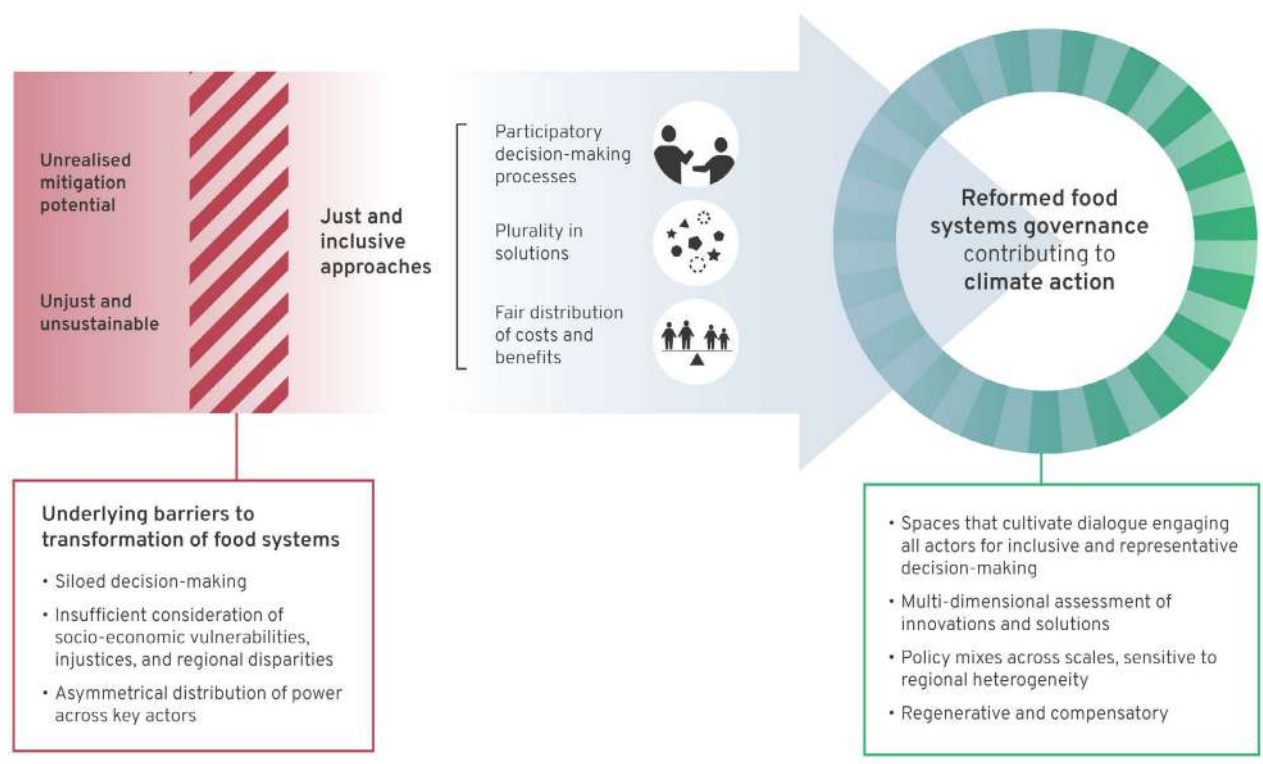 Unrealised
mitigation
potential
Unjust and
unsustainable
Just and
inclusive
approaches
Participatory
decision-making
processes
Plurality in
solutions
Fair distribution
of costs and
benefits
Reformed food
systems governance
contributing to
climate action
Underlying barriers to
transformation of food systems
• Siloed decision-making
• Insufficient consideration of
socio-economic vulnerabilities,
injustices, and regional disparities
• Asymmetrical distribution of power
across key actors
• Spaces that cultivate dialogue engaging
all actors for inclusive and representative
decision-making
• Multi-dimensional assessment of
innovations and solutions
• Policy mixes across scales, sensitive to
regional heterogeneity
• Regenerative and compensatory